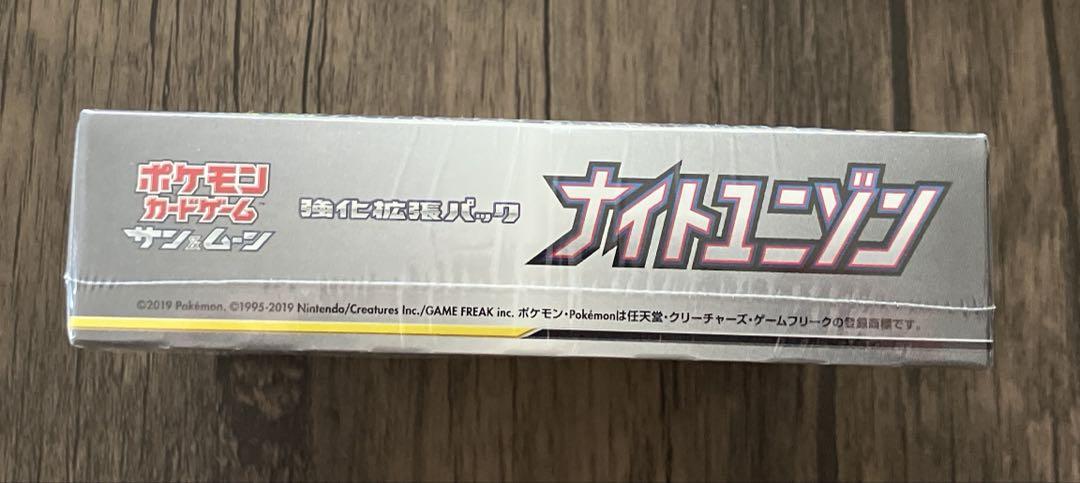 ポケモン
カードゲーム™
サン&ムーン
強化拡張パック
ナイトユニゾン
©2019 Pokémon. ©1995-2019 Nintendo/Creatures Inc./GAME FREAK inc. ポケモン・Pokémonは任天堂・クリーチャーズ・ゲームフリークの登録商標です。